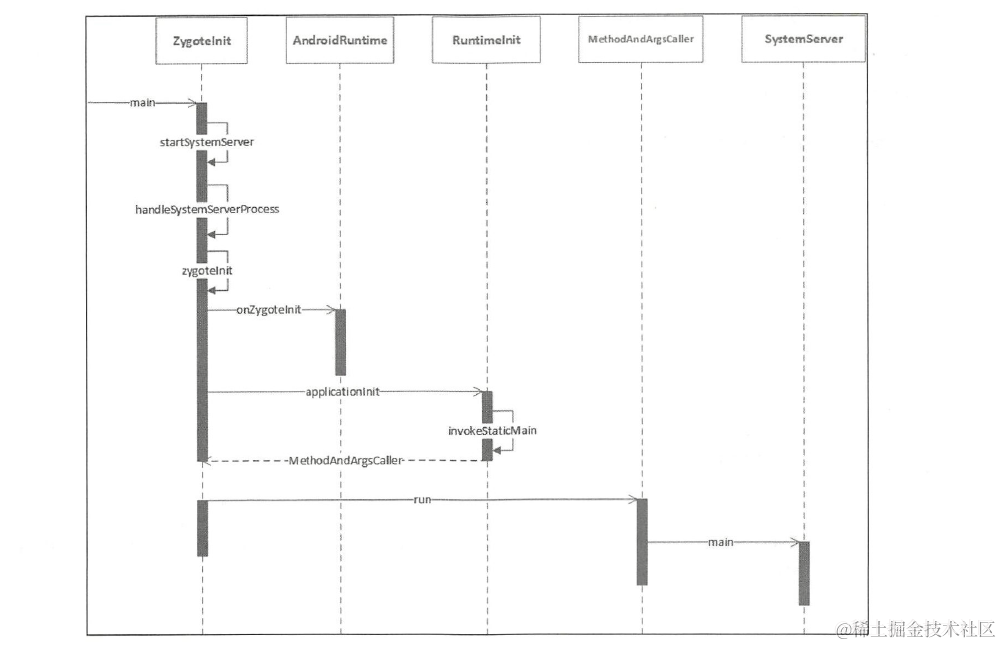 ZygoteInit
AndroidRuntime
RuntimeInit
MethodAndArgsCaller
SystemServer
main
startSystemServer
handleSystemServerProcess
zygoteInit
onZygoteInit
applicationInit
invokeStaticMain
MethodAndArgsCaller
run
main
@稀土掘金技术社区